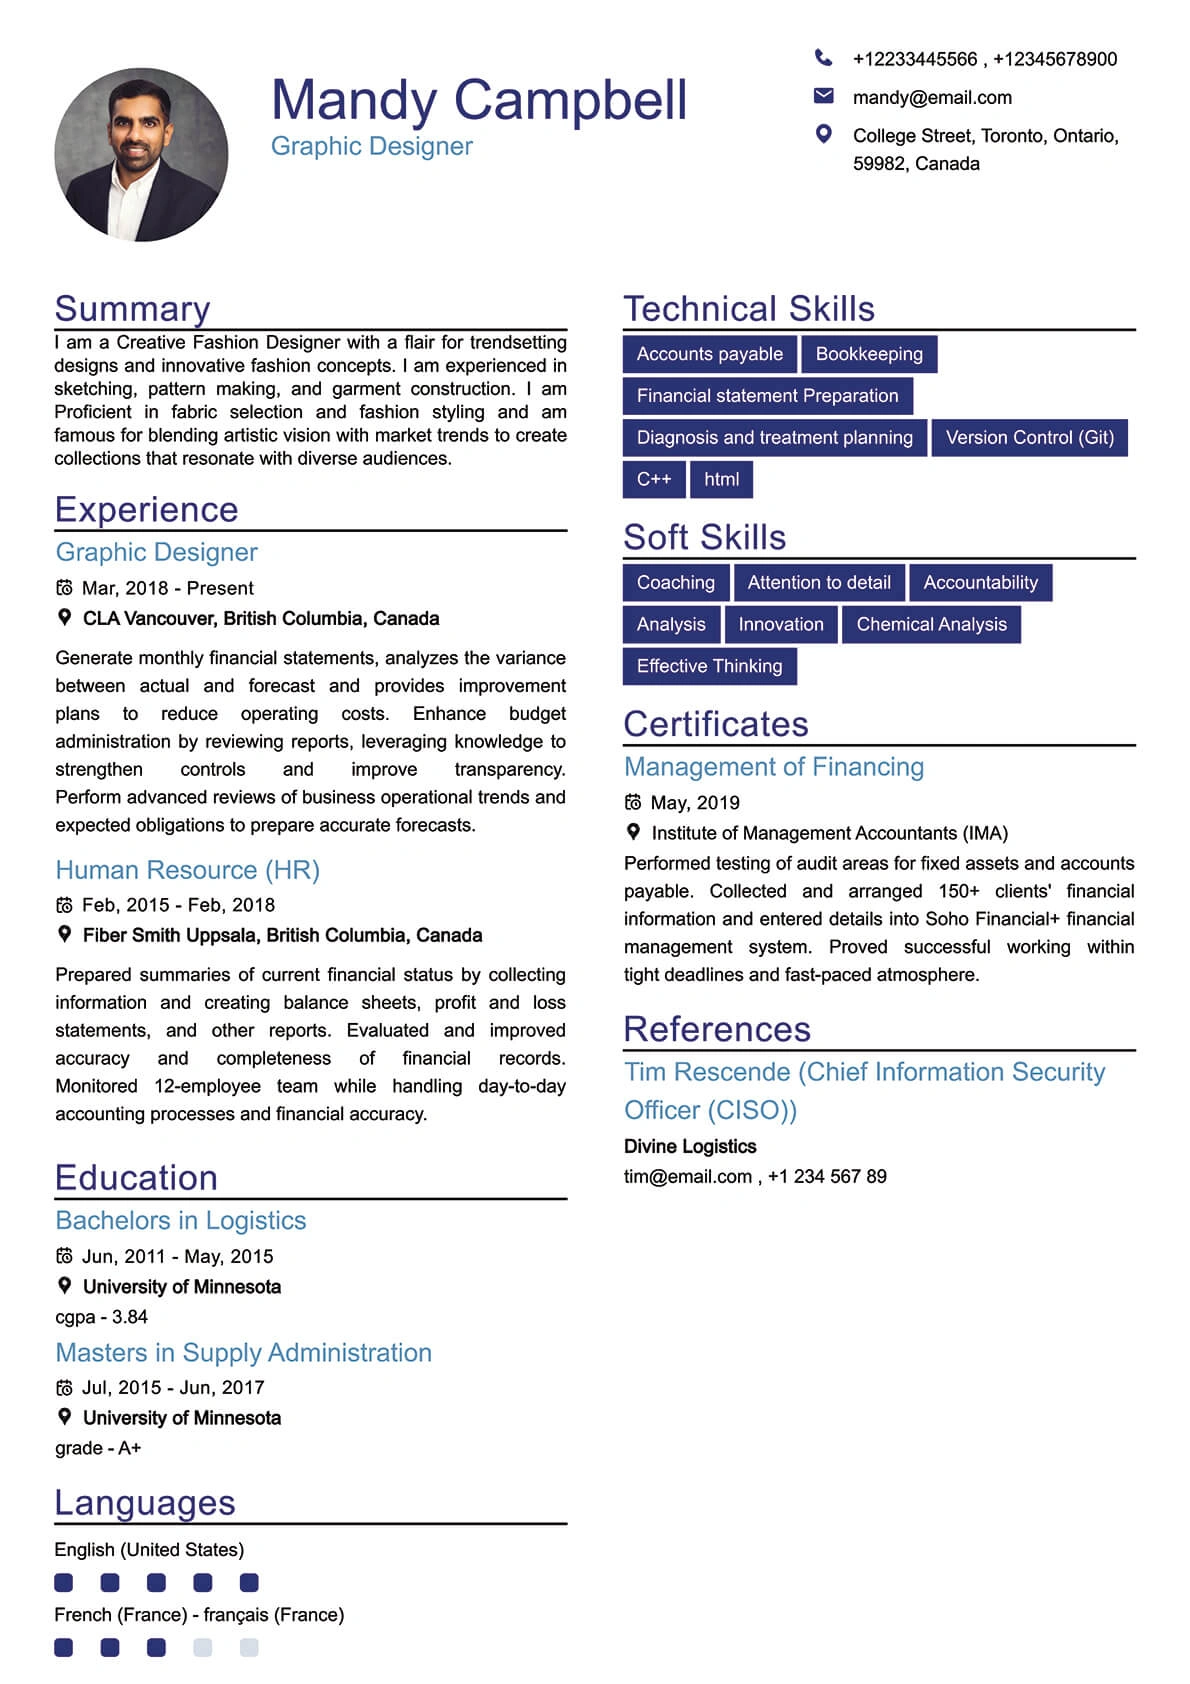 Mandy Campbell
Graphic Designer
+12233445566 , +12345678900
mandy@email.com
College Street, Toronto, Ontario,
59982, Canada
Summary
I am a Creative Fashion Designer with a flair for trendsetting
designs and innovative fashion concepts. I am experienced in
sketching, pattern making, and garment construction. I am
Proficient in fabric selection and fashion styling and am
famous for blending artistic vision with market trends to create
collections that resonate with diverse audiences.
Experience
Graphic Designer
Mar, 2018 - Present
CLA Vancouver, British Columbia, Canada
Generate monthly financial statements, analyzes the variance
between actual and forecast and provides improvement
plans to reduce operating costs. Enhance budget
administration by reviewing reports, leveraging knowledge to
strengthen controls and improve transparency.
Perform advanced reviews of business operational trends and
expected obligations to prepare accurate forecasts.
Human Resource (HR)
Feb, 2015 - Feb, 2018
Fiber Smith Uppsala, British Columbia, Canada
Prepared summaries of current financial status by collecting
information and creating balance sheets, profit and loss
statements, and other reports. Evaluated and improved
accuracy and completeness of financial records.
Monitored 12-employee team while handling day-to-day
accounting processes and financial accuracy.
Education
Bachelors in Logistics
Jun, 2011 - May, 2015
University of Minnesota
cgpa - 3.84
Masters in Supply Administration
Jul, 2015 - Jun, 2017
University of Minnesota
grade - A+
Languages
English (United States)
French (France) - français (France)
Technical Skills
Accounts payable Bookkeeping
Financial statement Preparation
Diagnosis and treatment planning Version Control (Git)
C++ html
Soft Skills
Coaching Attention to detail Accountability
Analysis Innovation Chemical Analysis
Effective Thinking
Certificates
Management of Financing
May, 2019
Institute of Management Accountants (IMA)
Performed testing of audit areas for fixed assets and accounts
payable. Collected and arranged 150+ clients' financial
information and entered details into Soho Financial+ financial
management system. Proved successful working within
tight deadlines and fast-paced atmosphere.
References
Tim Rescende (Chief Information Security
Officer (CISO))
Divine Logistics
tim@email.com , +1 234 567 89